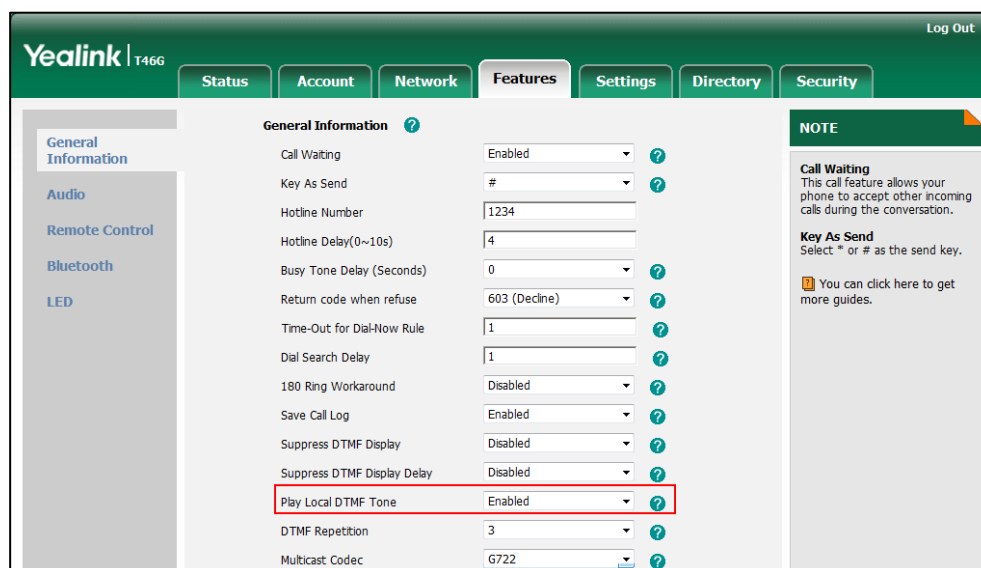 Log Out
Yealink | T46G
Status Account Network Features Settings Directory Security
General
Information
Audio
Remote Control
Bluetooth
LED
General Information ?
Call Waiting Enabled ?
Key As Send # ?
Hotline Number 1234
Hotline Delay(0~10s) 4
Busy Tone Delay (Seconds) 0 ?
Return code when refuse 603 (Decline) ?
Time-Out for Dial-Now Rule 1 ?
Dial Search Delay 1 ?
180 Ring Workaround Disabled ?
Save Call Log Enabled ?
Suppress DTMF Display Disabled ?
Suppress DTMF Display Delay Disabled ?
Play Local DTMF Tone Enabled ?
DTMF Repetition 3 ?
Multicast Codec G722 ?
NOTE
Call Waiting
This call feature allows your
phone to accept other incoming
calls during the conversation.
Key As Send
Select * or # as the send key.
? You can click here to get
more guides.